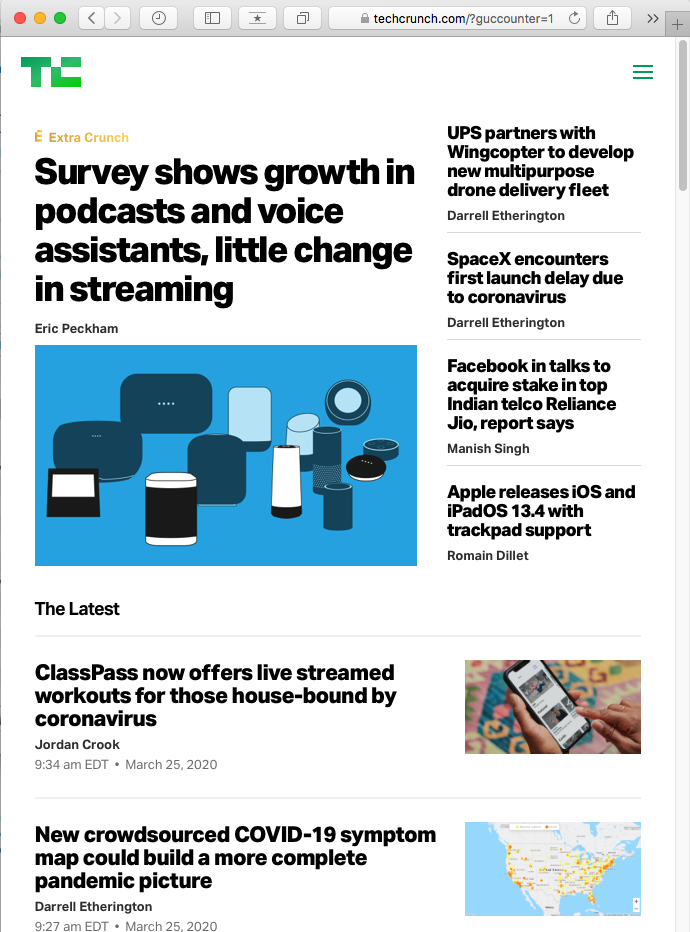 techcrunch.com/?guccounter=1
TC
Extra Crunch
Survey shows growth in
podcasts and voice
assistants, little change
in streaming
Eric Peckham
UPS partners with
Wingcopter to develop
new multipurpose
drone delivery fleet
Darrell Etherington
SpaceX encounters
first launch delay due
to coronavirus
Darrell Etherington
Facebook in talks to
acquire stake in top
Indian telco Reliance
Jio, report says
Manish Singh
Apple releases iOS and
iPadOS 13.4 with
trackpad support
Romain Dillet
The Latest
ClassPass now offers live streamed
workouts for those house-bound by
coronavirus
Jordan Crook
9:34 am EDT • March 25, 2020
New crowdsourced COVID-19 symptom
map could build a more complete
pandemic picture
Darrell Etherington
9:27 am EDT • March 25, 2020